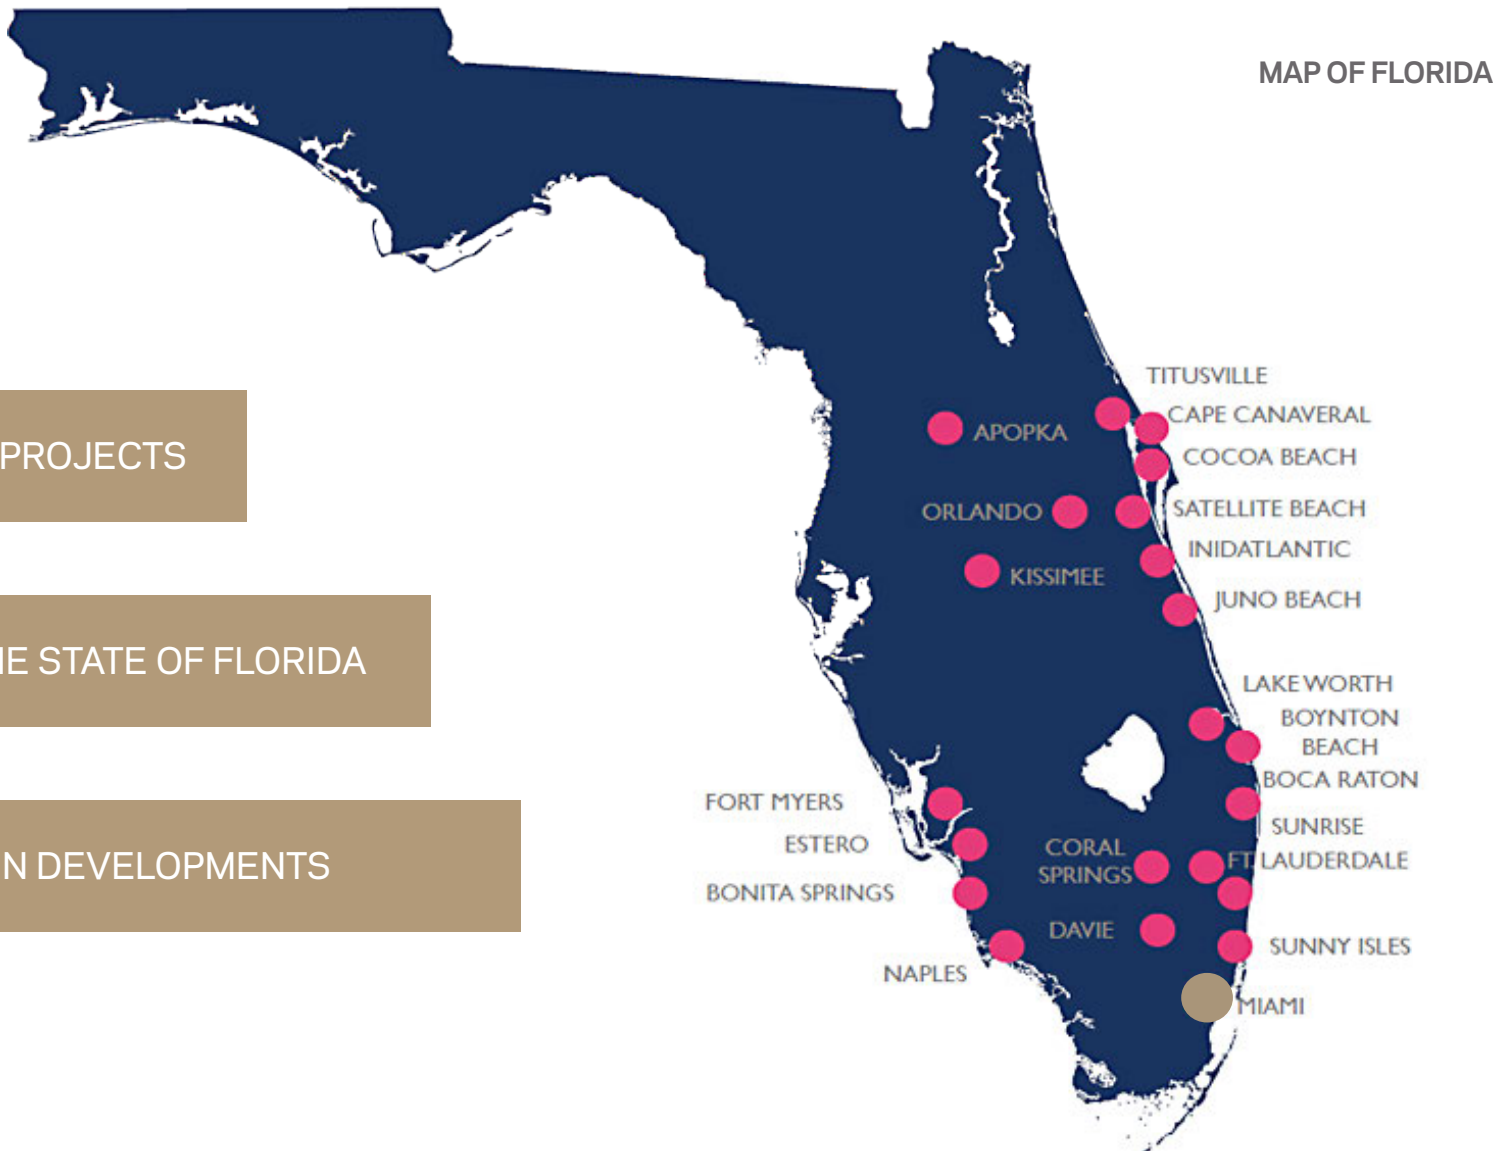 MAP OF FLORIDA
TITUSVILLE
CAPE CANAVERAL
APOPKA
COCOA BEACH
PROJECTS
ORLANDO
SATELLITE BEACH
INIDATLANTIC
KISSIMEE
JUNO BEACH
STATE OF FLORIDA
LAKE WORTH
BOYNTON
BEACH
BOCA RATON
FORT MYERS
SUNRISE
ESTERO
CORAL
SPRINGS
FT. LAUDERDALE
DEVELOPMENTS
BONITA SPRINGS
DAVIE
SUNNY ISLES
NAPLES
MIAMI